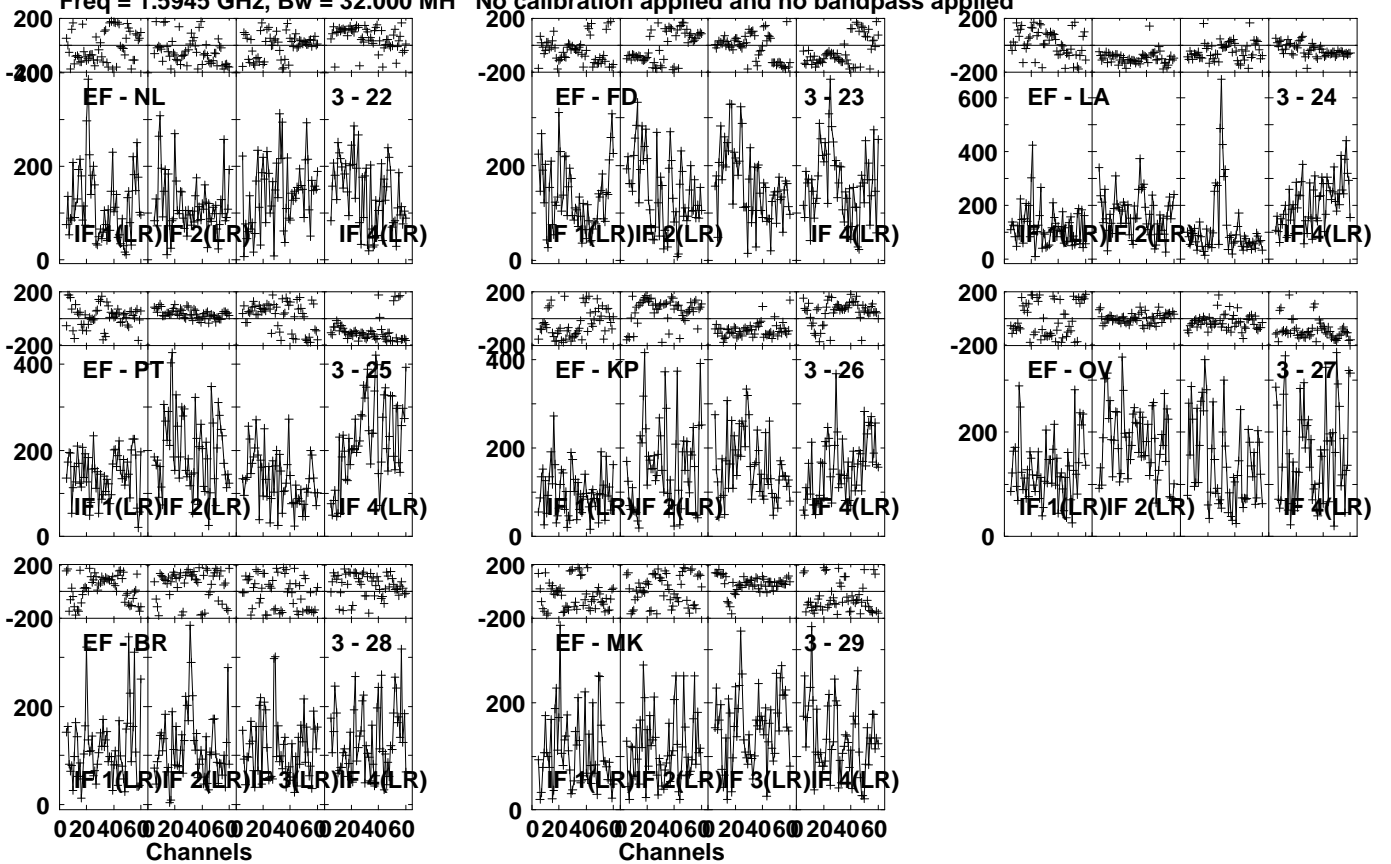 Freq = 1.5945 GHz, Bw = 32.000 MH No calibration applied and no bandpass applied
200
-200
400
EF - NL
3 - 22
200
0
IF 1(LR)
IF 2(LR)
IF 4(LR)
EF - FD
3 - 23
200
0
IF 1(LR)
IF 2(LR)
IF 4(LR)
200
-200
600
EF - LA
3 - 24
400
200
0
IF 1(LR)
IF 2(LR)
IF 4(LR)
200
-200
400
EF - PT
3 - 25
200
0
IF 1(LR)
IF 2(LR)
IF 4(LR)
200
-200
400
EF - KP
3 - 26
200
0
IF 1(LR)
IF 2(LR)
IF 4(LR)
200
-200
EF - OV
3 - 27
200
0
IF 1(LR)
IF 2(LR)
IF 4(LR)
200
-200
EF - BR
3 - 28
200
0
IF 1(LR)
IF 2(LR)
IF 3(LR)
IF 4(LR)
200
-200
EF - MK
3 - 29
200
0
IF 1(LR)
IF 2(LR)
IF 3(LR)
IF 4(LR)
0 20 40 60 0 20 40 60 0 20 40 60 0 20 40 60
Channels
0 20 40 60 0 20 40 60 0 20 40 60 0 20 40 60
Channels